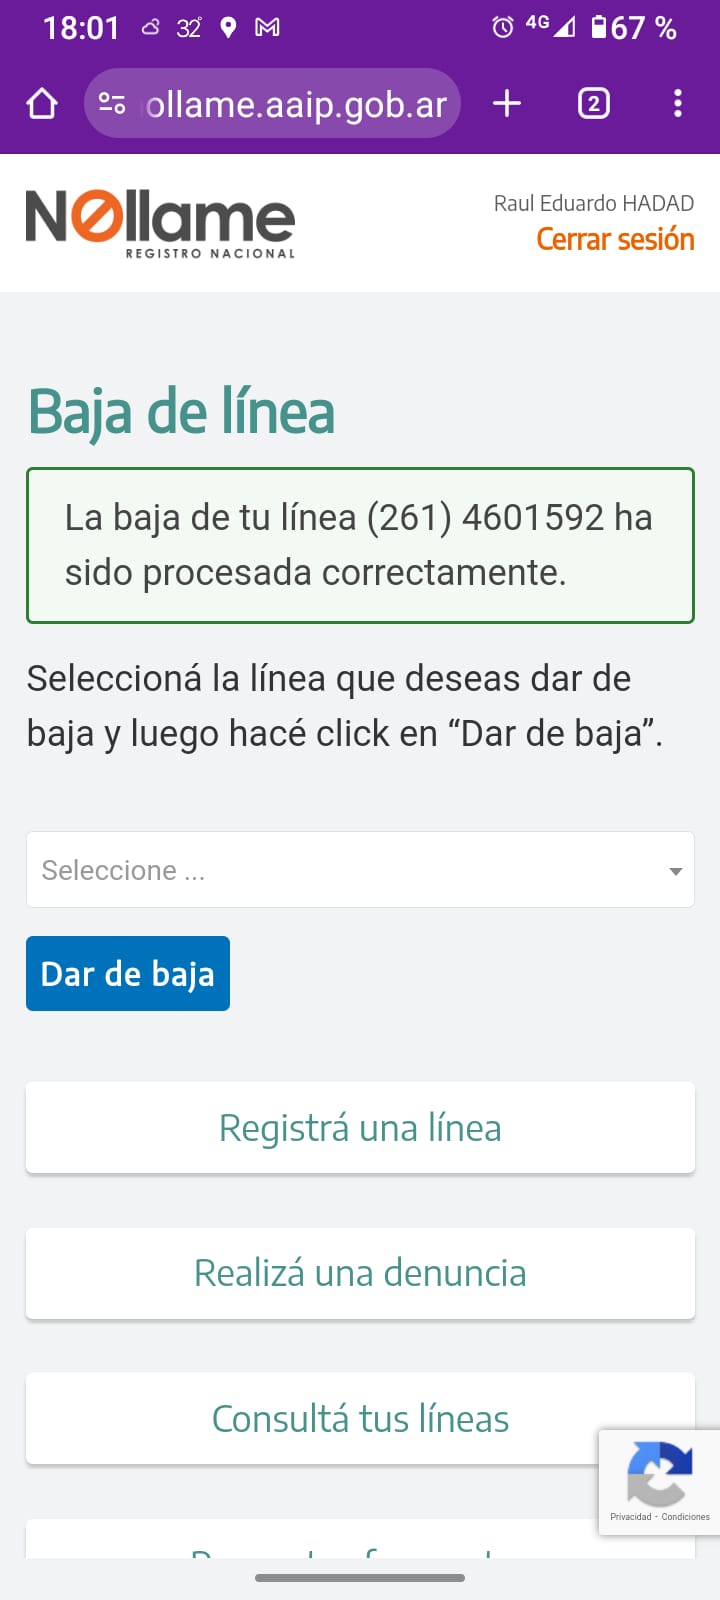 18:01 32° 4G 67 %
ollame.aaip.gob.ar 2
NOllame
REGISTRO NACIONAL
Raul Eduardo HADAD
Cerrar sesión
Baja de línea
La baja de tu línea (261) 4601592 ha
sido procesada correctamente.
Seleccioná la línea que deseas dar de
baja y luego hacé click en “Dar de baja”.
Seleccione ...
Dar de baja
Registrá una línea
Realizá una denuncia
Consultá tus líneas
Privacidad - Condiciones